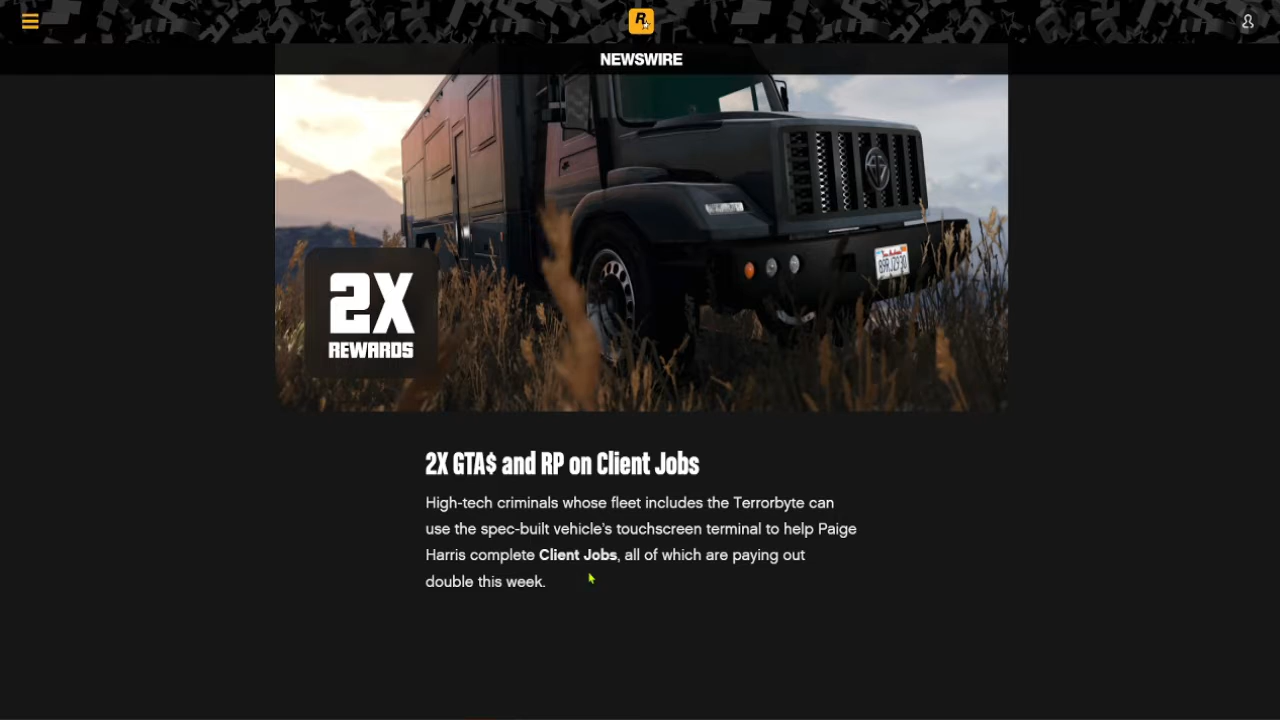 NEWSWIRE
2X
REWARDS
2X GTA$ and RP on Client Jobs
High-tech criminals whose fleet includes the Terrorbyte can
use the spec-built vehicle's touchscreen terminal to help Paige
Harris complete Client Jobs, all of which are paying out
double this week.